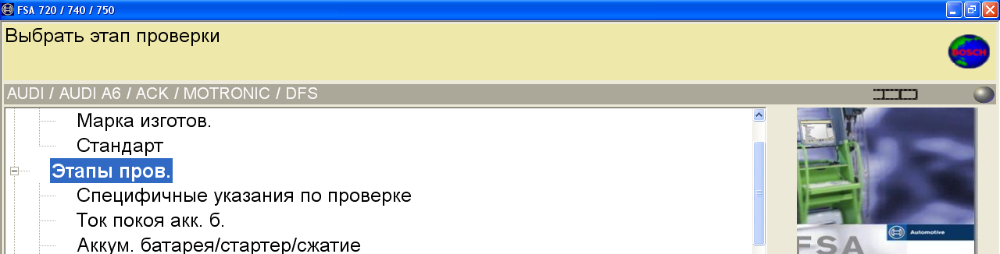 FSA 720 / 740 / 750
Выбрать этап проверки
BOSCH
AUDI / AUDI A6 / ACK / MOTRONIC / DFS
Марка изготов.
Стандарт
Этапы пров.
Специфичные указания по проверке
Ток покоя акк. б.
Аккум. батарея/стартер/сжатие
Automotive
FSA